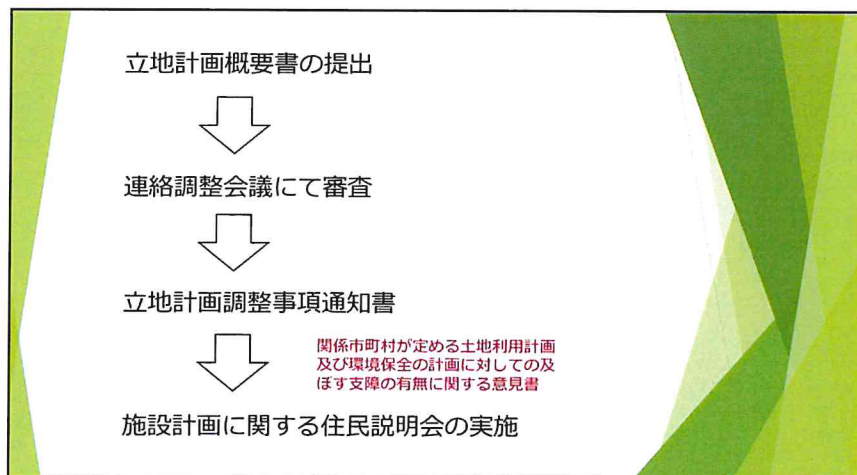 立地計画概要書の提出
連絡調整会議にて審査
立地計画調整事項通知書
関係市町村が定める土地利用計画
及び環境保全の計画に対しての及
ぼす支障の有無に関する意見書
施設計画に関する住民説明会の実施